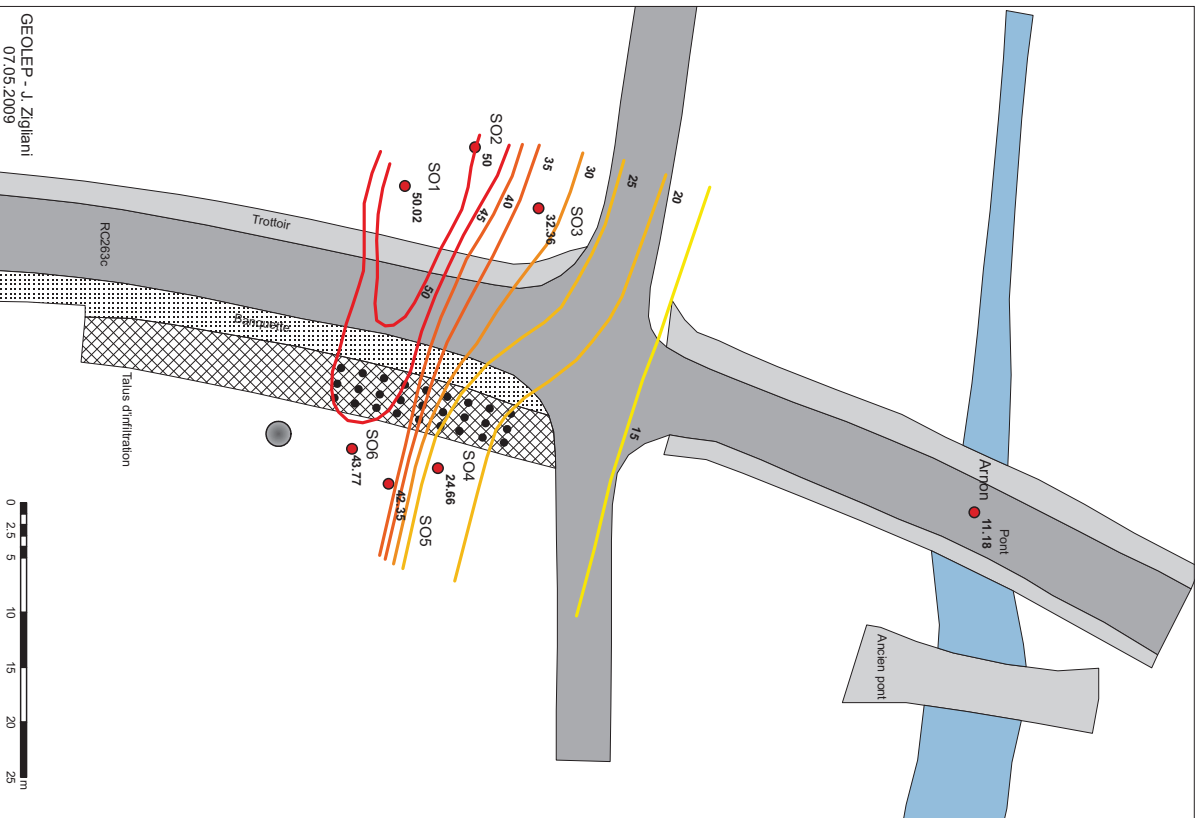 SO2
50
SO1
50.02
35
30
SO3
32.36
25
20
40
45
50
15
Trottoir
RC263c
Banquette
Talus d'infiltration
SO6
43.77
SO4
24.66
SO5
42.35
Arnon
Pont
11.18
Ancien pont
GEOLEP - J. Zigliani
07.05.2009
0 2.5 5 10 15 20 25 m